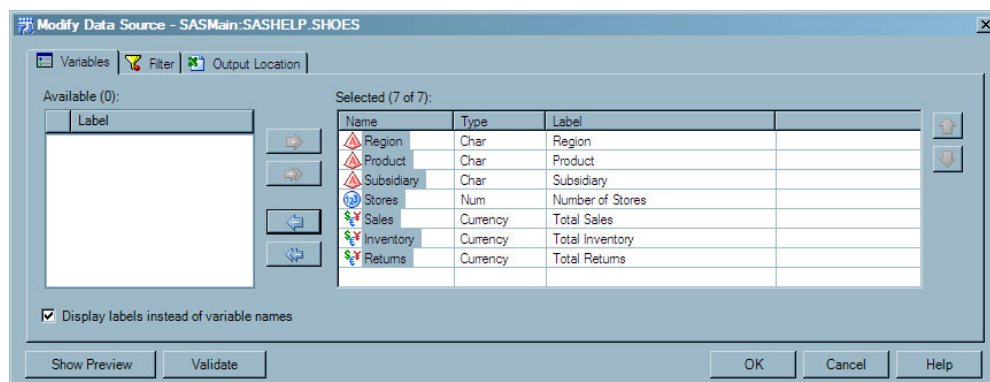 Modify Data Source - SASMain:SASHELP.SHOES
Variables Filter Output Location
Available (0):
Label
Selected (7 of 7):
Name Type Label
Region Char Region
Product Char Product
Subsidiary Char Subsidiary
Stores Num Number of Stores
Sales Currency Total Sales
Inventory Currency Total Inventory
Returns Currency Total Returns
Display labels instead of variable names
Show Preview Validate OK Cancel Help